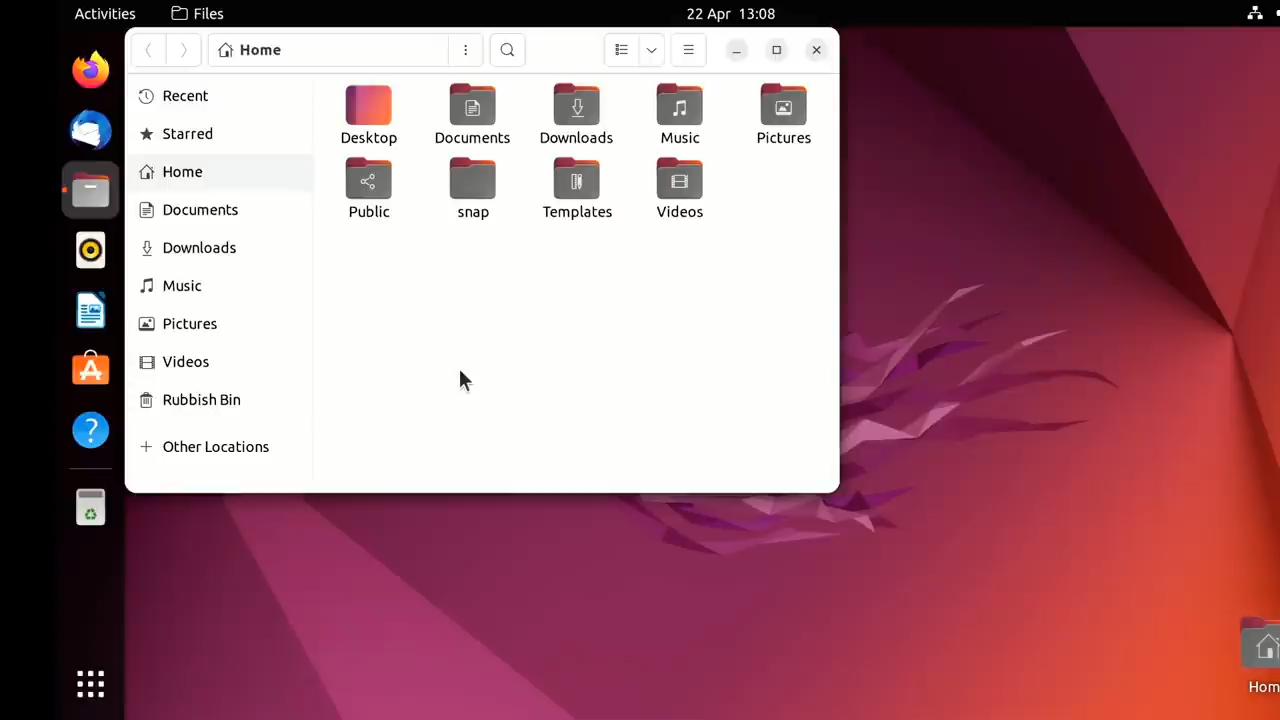 Activities Files 22 Apr 13:08
Home
Recent
Starred
Home
Documents
Downloads
Music
Pictures
Videos
Rubbish Bin
Other Locations
Desktop Documents Downloads Music Pictures
Public snap Templates Videos
Hom